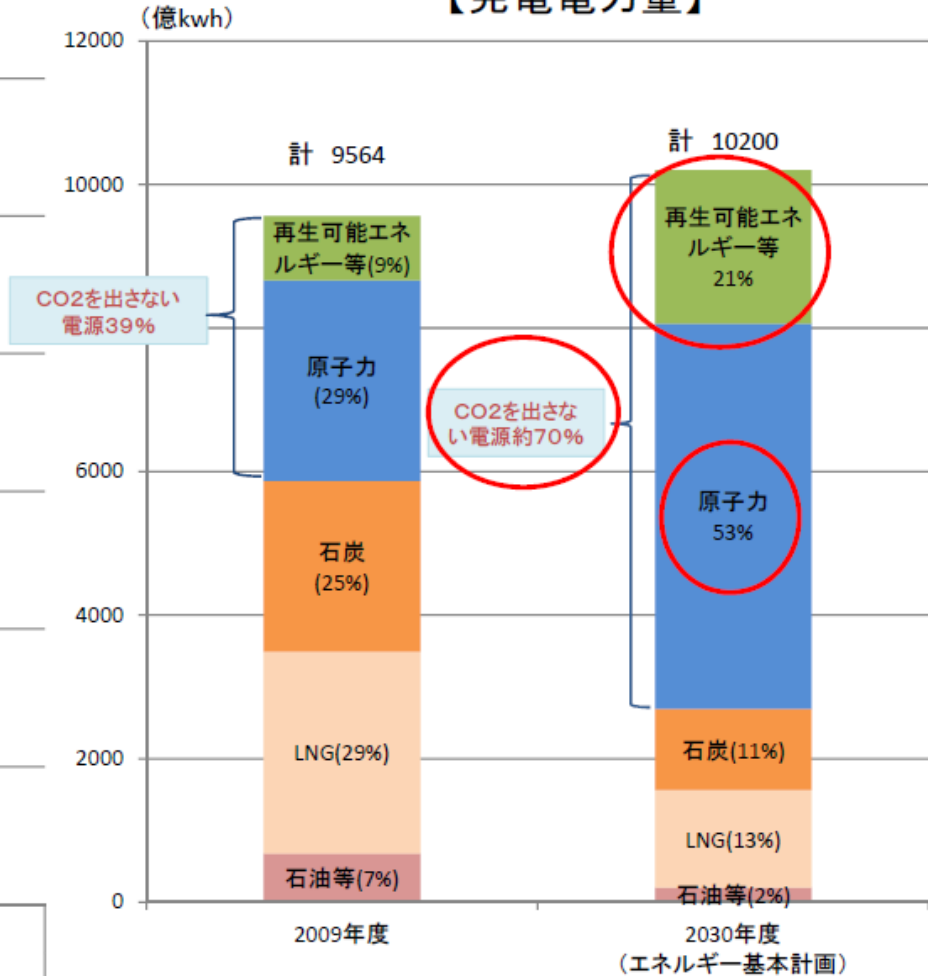 【発電電力量】
（億kwh）
12000
10000
6000
4000
2000
0
計 9564
再生可能エネ
ルギー等(9%)
原子力
(29%)
石炭
(25%)
LNG(29%)
石油等(7%)
2009年度
CO2を出さない
電源39%
CO2を出さな
い電源約70%
計 10200
再生可能エネ
ルギー等
21%
原子力
53%
石炭(11%)
LNG(13%)
石油等(2%)
2030年度
（エネルギー基本計画）